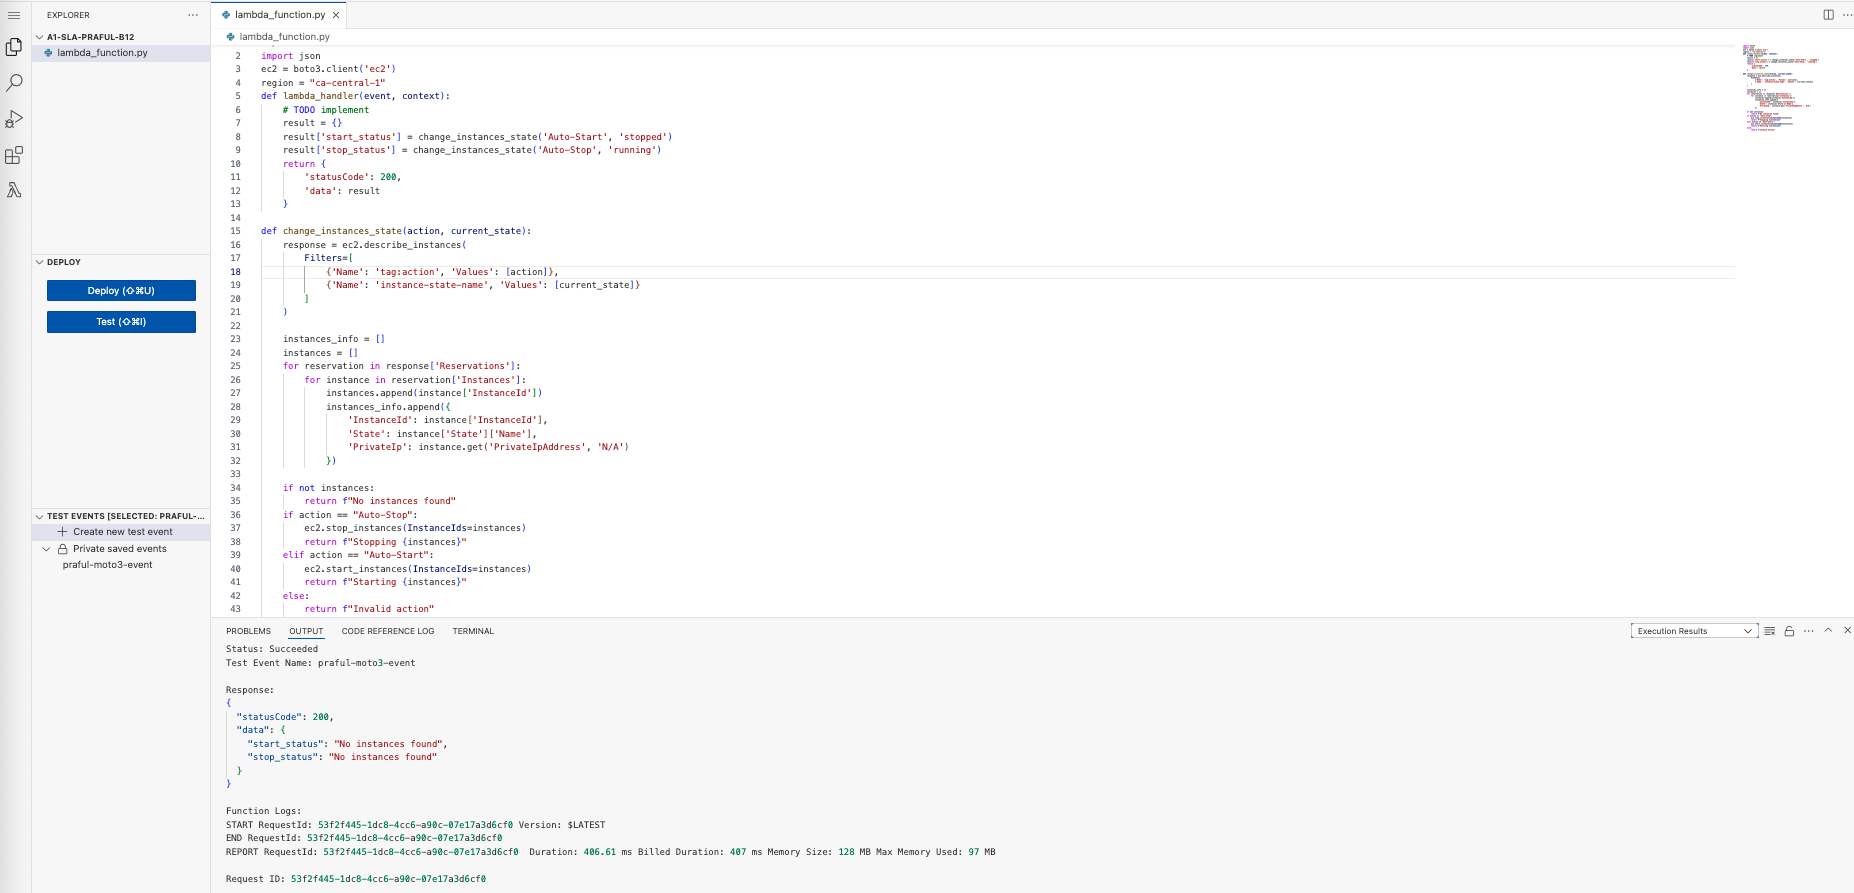 EXPLORER
A1-SLA-PRAFUL-B12
lambda_function.py
DEPLOY
Deploy (⇧⌘U)
Test (⇧⌘I)
TEST EVENTS [SELECTED: PRAFUL-...
Create new test event
Private saved events
praful-moto3-event
lambda_function.py
lambda_function.py
2 import json
3 ec2 = boto3.client('ec2')
4 region = "ca-central-1"
5 def lambda_handler(event, context):
6 # TODO implement
7 result = {}
8 result['start_status'] = change_instances_state('Auto-Start', 'stopped')
9 result['stop_status'] = change_instances_state('Auto-Stop', 'running')
10 return {
11 'statusCode': 200,
12 'data': result
13 }
14
15 def change_instances_state(action, current_state):
16 response = ec2.describe_instances(
17 Filters=[
18 {'Name': 'tag:action', 'Values': [action]},
19 {'Name': 'instance-state-name', 'Values': [current_state]}
20 ]
21 )
22
23 instances_info = []
24 instances = []
25 for reservation in response['Reservations']:
26 for instance in reservation['Instances']:
27 instances.append(instance['InstanceId'])
28 instances_info.append({
29 'InstanceId': instance['InstanceId'],
30 'State': instance['State']['Name'],
31 'PrivateIp': instance.get('PrivateIpAddress', 'N/A')
32 })
33
34 if not instances:
35 return f"No instances found"
36 if action == "Auto-Stop":
37 ec2.stop_instances(InstanceIds=instances)
38 return f"Stopping {instances}"
39 elif action == "Auto-Start":
40 ec2.start_instances(InstanceIds=instances)
41 return f"Starting {instances}"
42 else:
43 return f"Invalid action"
PROBLEMS OUTPUT CODE REFERENCE LOG TERMINAL
Execution Results
Status: Succeeded
Test Event Name: praful-moto3-event
Response:
{
"statusCode": 200,
"data": {
"start_status": "No instances found",
"stop_status": "No instances found"
}
}
Function Logs:
START RequestId: 53f2f445-1dc8-4cc6-a90c-07e17a3d6cf0 Version: $LATEST
END RequestId: 53f2f445-1dc8-4cc6-a90c-07e17a3d6cf0
REPORT RequestId: 53f2f445-1dc8-4cc6-a90c-07e17a3d6cf0 Duration: 406.61 ms Billed Duration: 407 ms Memory Size: 128 MB Max Memory Used: 97 MB
Request ID: 53f2f445-1dc8-4cc6-a90c-07e17a3d6cf0